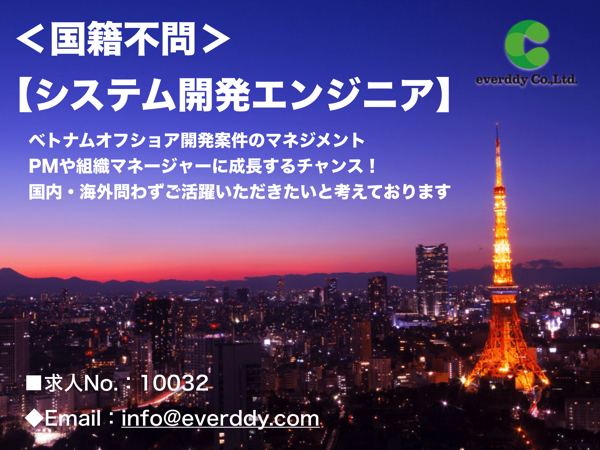 ＜国籍不問＞
everddy Co.,Ltd.
【システム開発エンジニア】
ベトナムオフショア開発案件のマネジメント
PMや組織マネージャーに成長するチャンス！
国内・海外問わずご活躍いただきたいと考えております
■求人No.：10032
◆Email：info@everddy.com